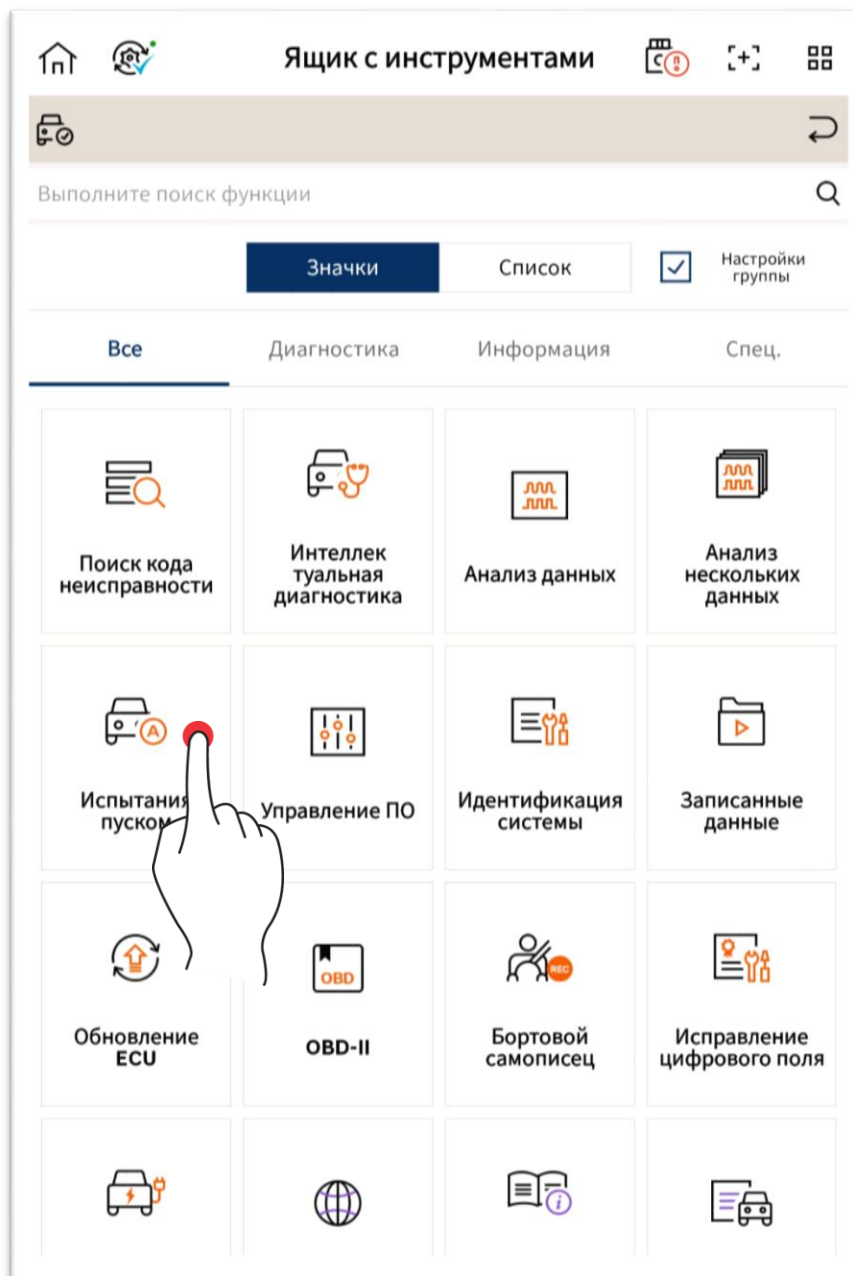 Ящик с инструментами
Выполните поиск функции
Значки
Список
Настройки
группы
Все
Диагностика
Информация
Спец.
Поиск кода
неисправности
Интеллек
туальная
диагностика
Анализ данных
Анализ
нескольких
данных
Испытания
пуском
Управление ПО
Идентификация
системы
Записанные
данные
OBD
REC
Обновление
ECU
OBD-II
Бортовой
самописец
Исправление
цифрового поля